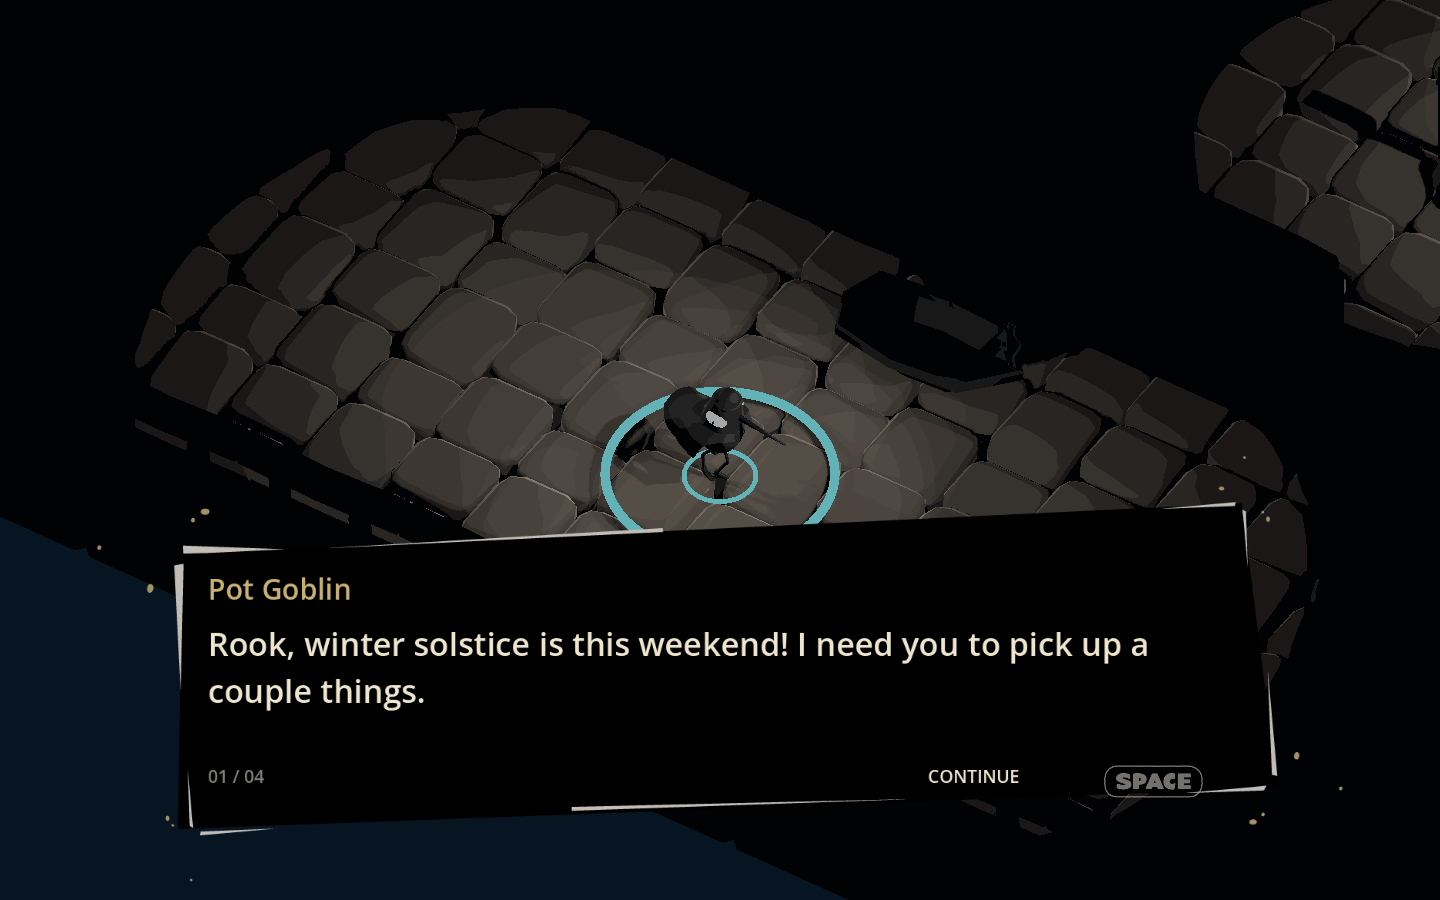 Pot Goblin
Rook, winter solstice is this weekend! I need you to pick up a
couple things.
01 / 04
CONTINUE
SPACE